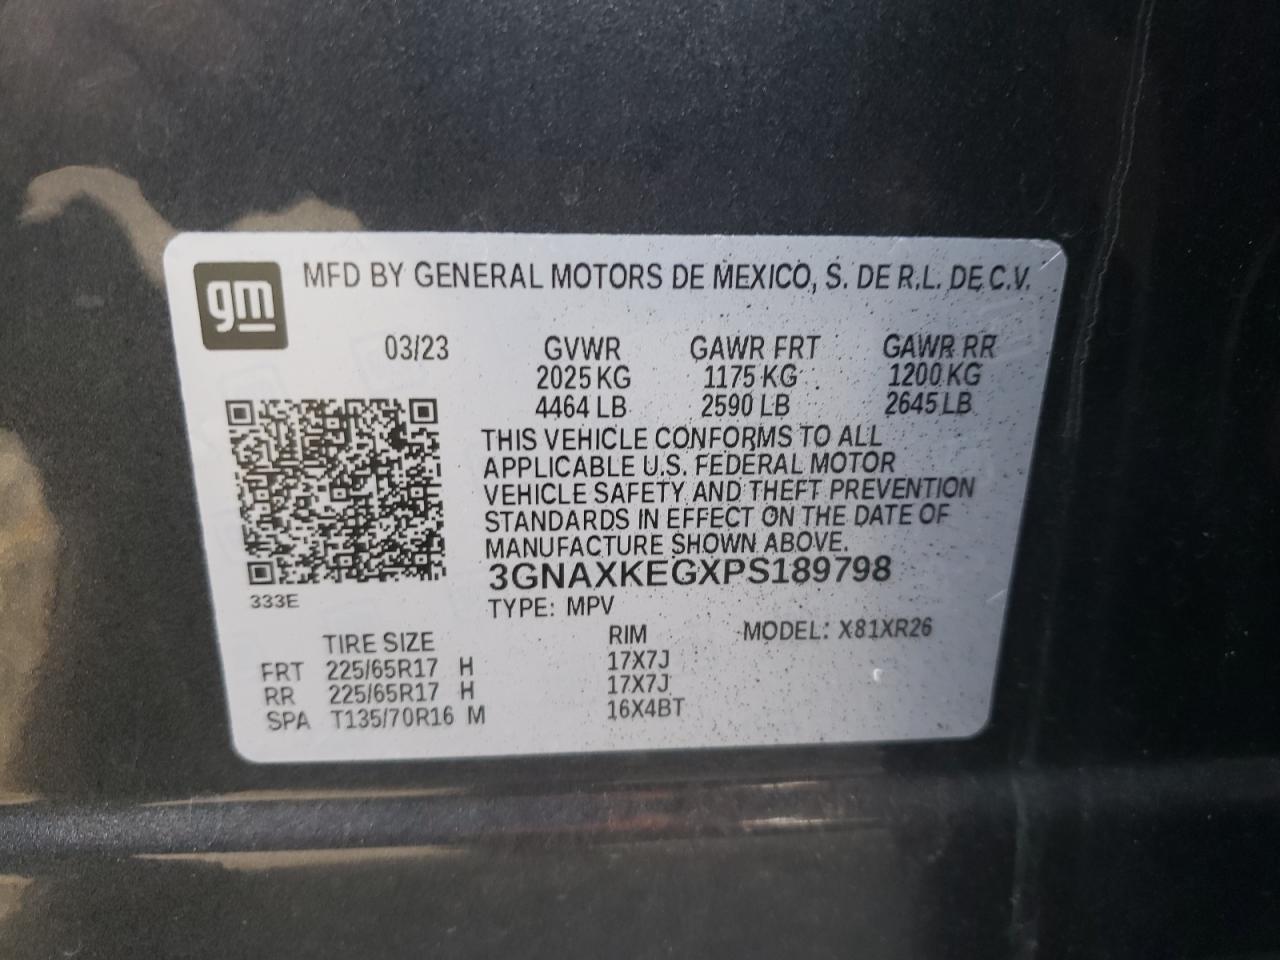 gm
MFD BY GENERAL MOTORS DE MEXICO, S. DE R.L. DE C.V.
03/23 GVWR GAWR FRT GAWR RR
2025 KG 1175 KG 1200 KG
4464 LB 2590 LB 2645 LB
THIS VEHICLE CONFORMS TO ALL
APPLICABLE U.S. FEDERAL MOTOR
VEHICLE SAFETY AND THEFT PREVENTION
STANDARDS IN EFFECT ON THE DATE OF
MANUFACTURE SHOWN ABOVE.
3GNAXKEGXPS189798
333E
TYPE: MPV
TIRE SIZE RIM MODEL: X81XR26
FRT 225/65R17 H 17X7J
RR 225/65R17 H 17X7J
SPA T135/70R16 M 16X4BT